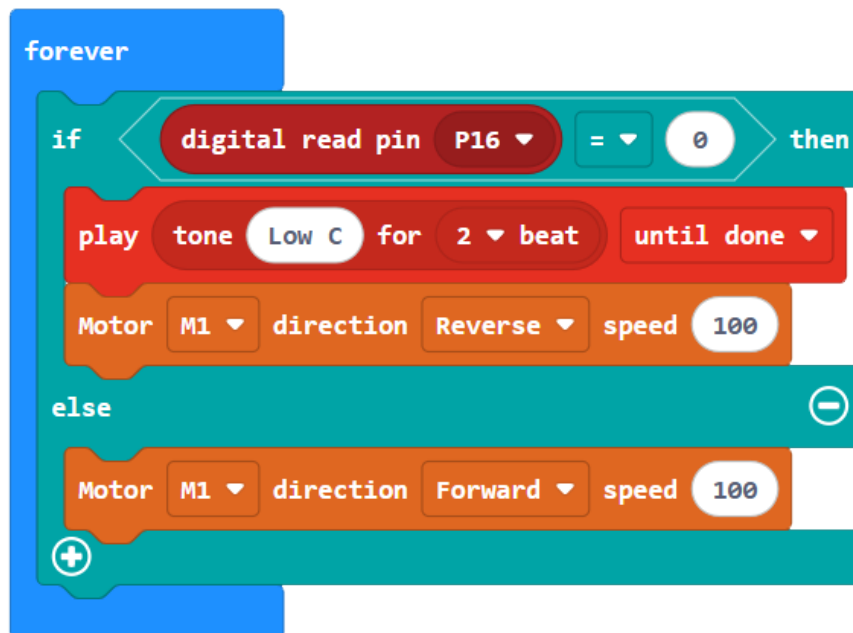 forever
if digital read pin P16 = 0 then
play tone Low C for 2 beat until done
Motor M1 direction Reverse speed 100
else
Motor M1 direction Forward speed 100